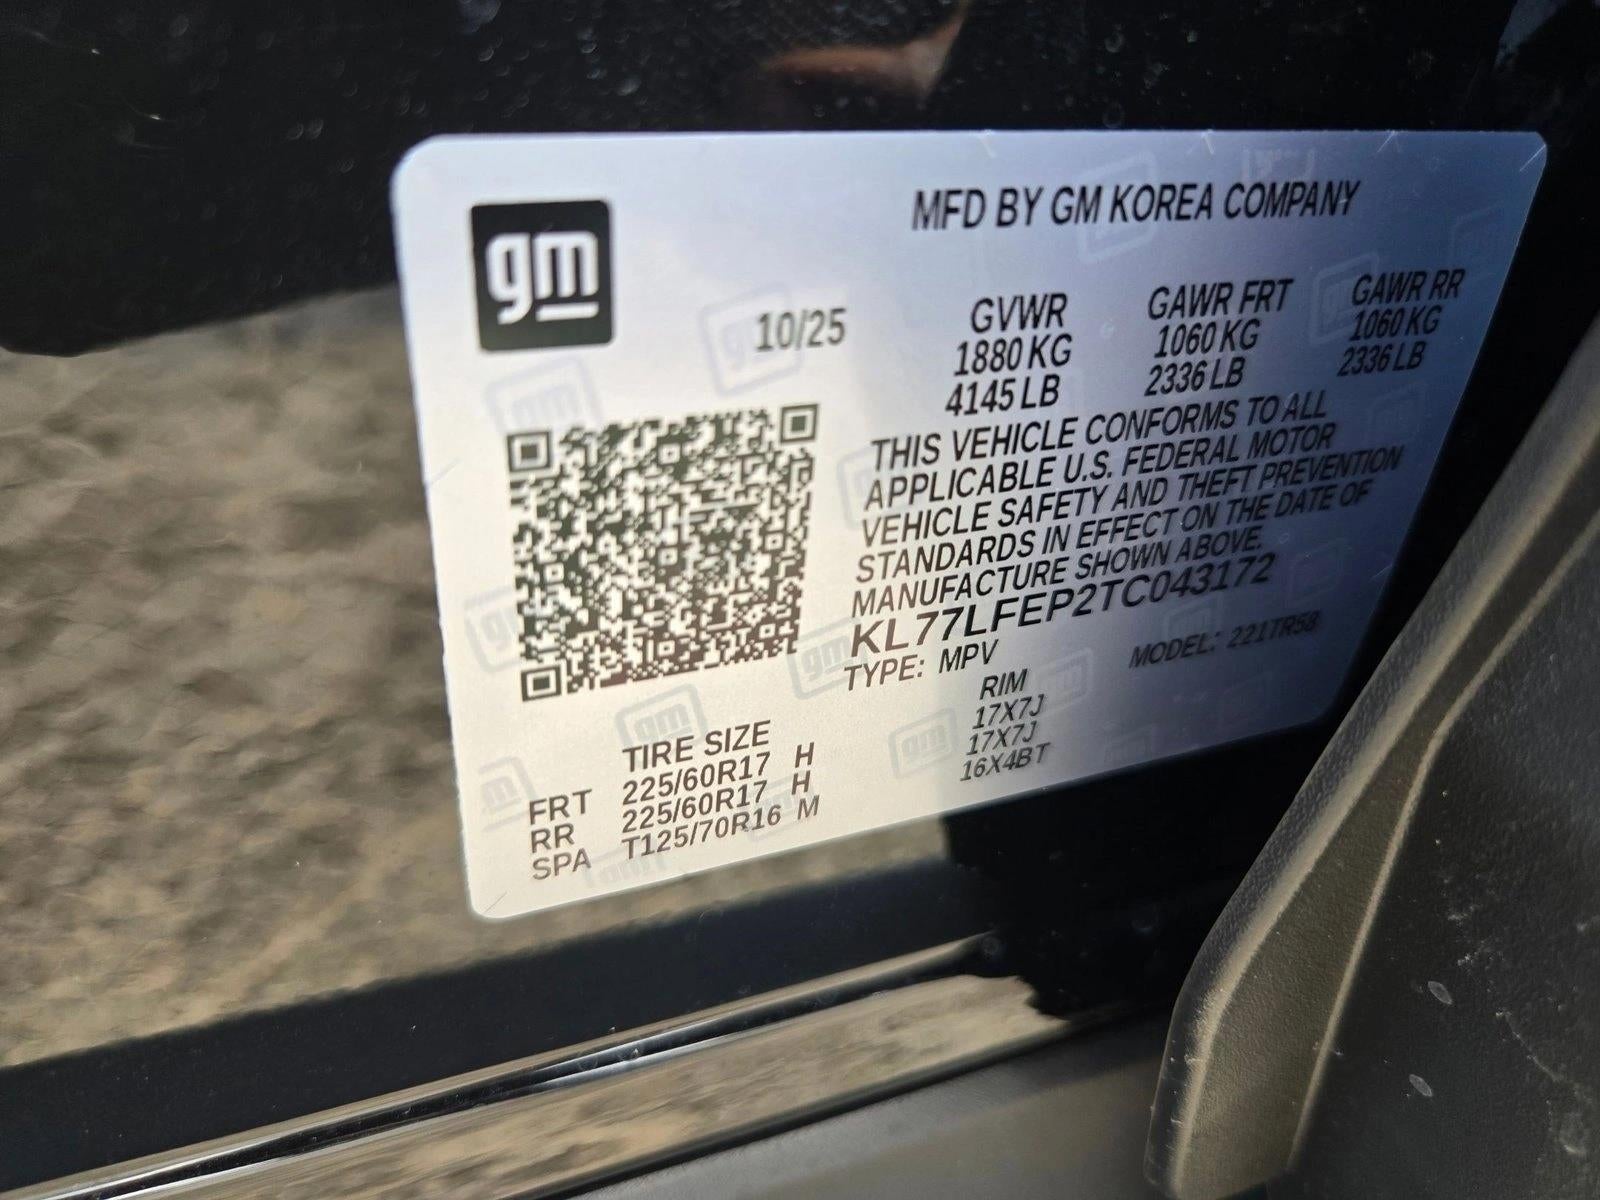 gm
MFD BY GM KOREA COMPANY
10/25
GVWR GAWR FRT GAWR RR
1880 KG 1060 KG 1060 KG
4145 LB 2336 LB 2336 LB
THIS VEHICLE CONFORMS TO ALL
APPLICABLE U.S. FEDERAL MOTOR
VEHICLE SAFETY AND THEFT PREVENTION
STANDARDS IN EFFECT ON THE DATE OF
MANUFACTURE SHOWN ABOVE.
KL77LFEP2TC043172
TYPE: MPV MODEL: 221TR58
TIRE SIZE RIM
FRT 225/60R17 H 17X7J
RR 225/60R17 H 17X7J
SPA T125/70R16 M 16X4BT